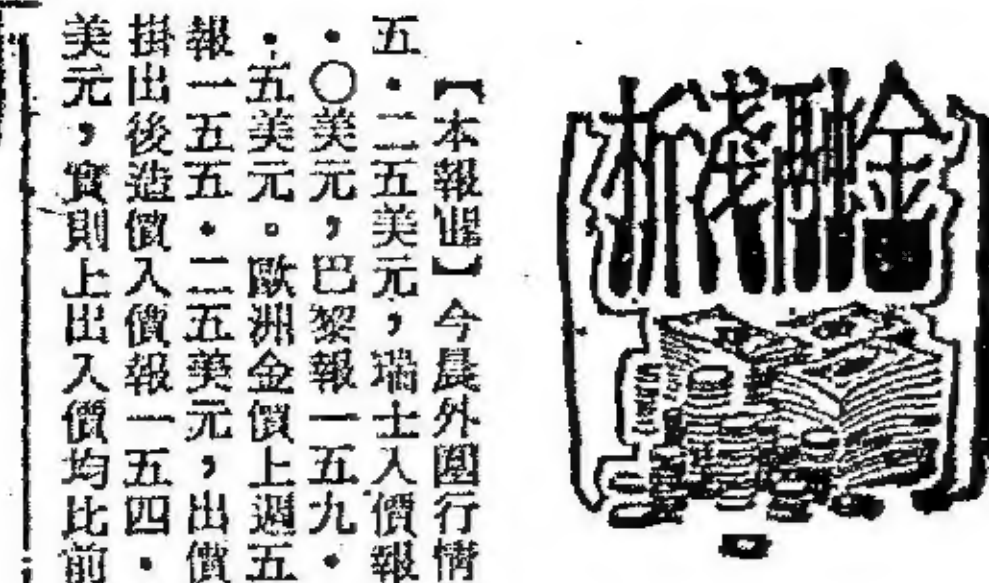 金融淺析
【本報訊】今晨外圍行情
五・二五美元，瑞士入價報
・〇美元，巴黎報一五九・
・五美元。歐洲金價上週五
報一五五・二五美元，出價
掛出後造價入價報一五四・
美元，實則上出入價均比前